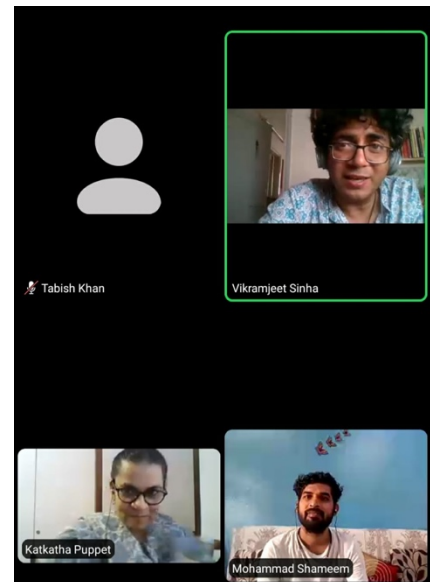 Tabish Khan
Vikramjeet Sinha
Katkatha Puppet
Mohammad Shameem